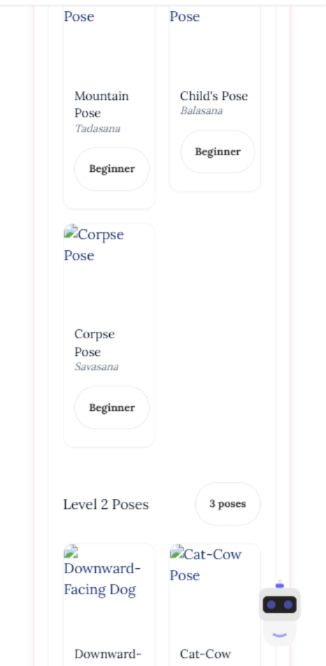 Pose
Pose
Mountain
Pose
Tadasana
Beginner
Child's Pose
Balasana
Beginner
Corpse
Pose
Corpse
Pose
Savasana
Beginner
Level 2 Poses
3 poses
Downward-
Facing Dog
Cat-Cow
Pose
Downward-
Cat-Cow